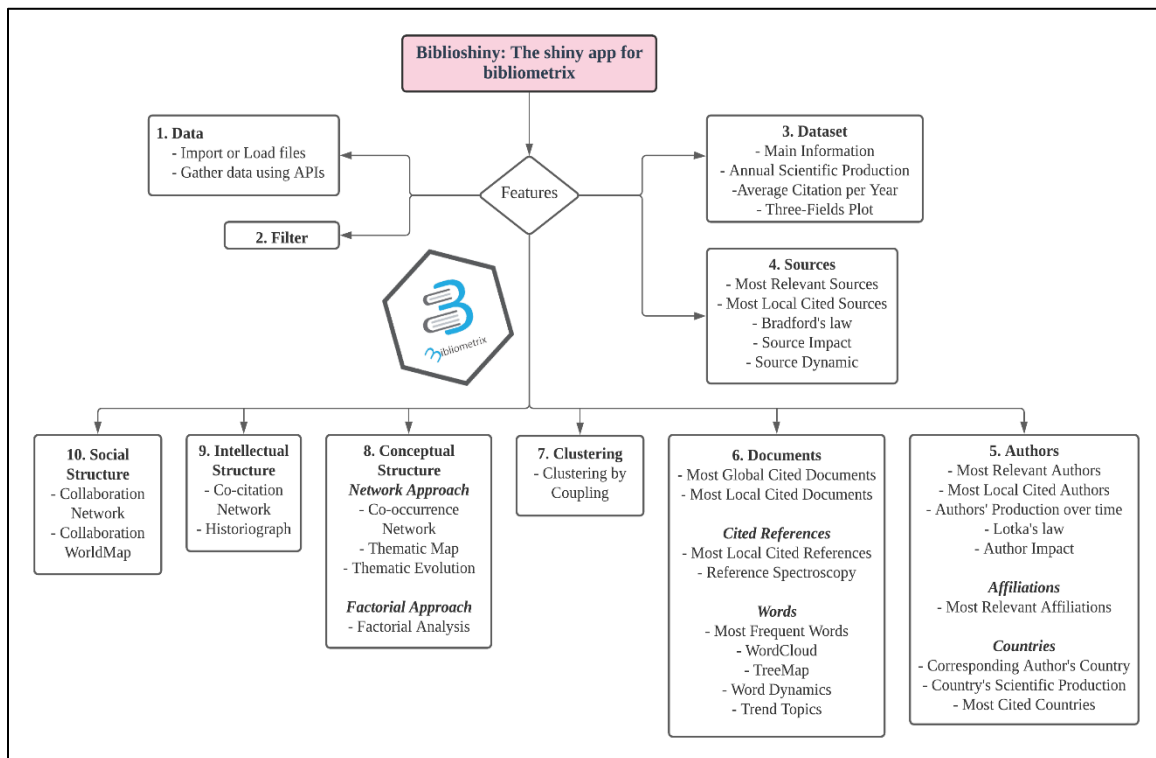 Biblioshiny: The shiny app for
bibliometrix
1. Data
- Import or Load files
- Gather data using APIs
2. Filter
Features
3. Dataset
- Main Information
- Annual Scientific Production
-Average Citation per Year
- Three-Fields Plot
4. Sources
- Most Relevant Sources
- Most Local Cited Sources
- Bradford's law
- Source Impact
- Source Dynamic
Bibliometrix
10. Social
Structure
- Collaboration
Network
- Collaboration
WorldMap
9. Intellectual
Structure
- Co-citation
Network
- Historiograph
8. Conceptual
Structure
Network Approach
- Co-occurrence
Network
- Thematic Map
- Thematic Evolution
Factorial Approach
- Factorial Analysis
7. Clustering
- Clustering by
Coupling
6. Documents
- Most Global Cited Documents
- Most Local Cited Documents
Cited References
- Most Local Cited References
- Reference Spectroscopy
Words
- Most Frequent Words
- WordCloud
- TreeMap
- Word Dynamics
- Trend Topics
5. Authors
- Most Relevant Authors
- Most Local Cited Authors
- Authors' Production over time
- Lotka's law
- Author Impact
Affiliations
- Most Relevant Affiliations
Countries
- Corresponding Author's Country
- Country's Scientific Production
- Most Cited Countries